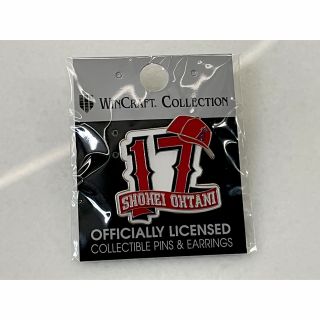 WINCRAFT. COLLECTION
17
SHOHEI OHTANI
OFFICIALLY LICENSED
COLLECTIBLE PINS & EARRINGS